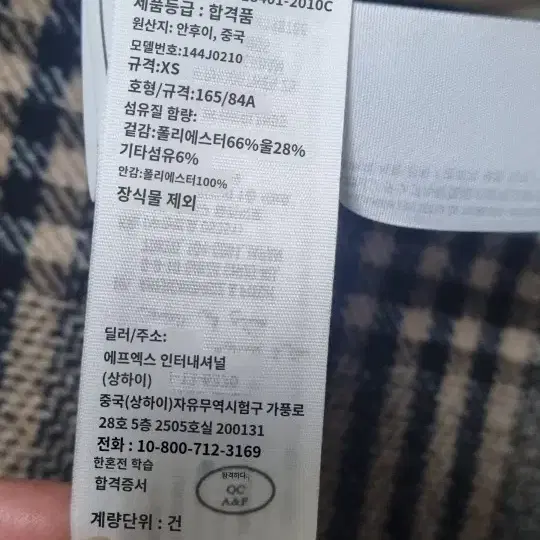 제품등급 : 합격품
원산지: 안후이, 중국
모델번호:144J0210
규격:XS
호형/규격:165/84A
섬유질 함량:
겉감:폴리에스터66%울28%
기타섬유6%
안감:폴리에스터100%
장식물 제외
딜러/주소:
에프엑스 인터내셔널
(상하이)
중국(상하이)자유무역시험구 가풍로
28호 5층 2505호실 200131
전화 : 10-800-712-3169
한혼전 학습
합격증서
합격하다.
QC
A&F
계량단위 : 건